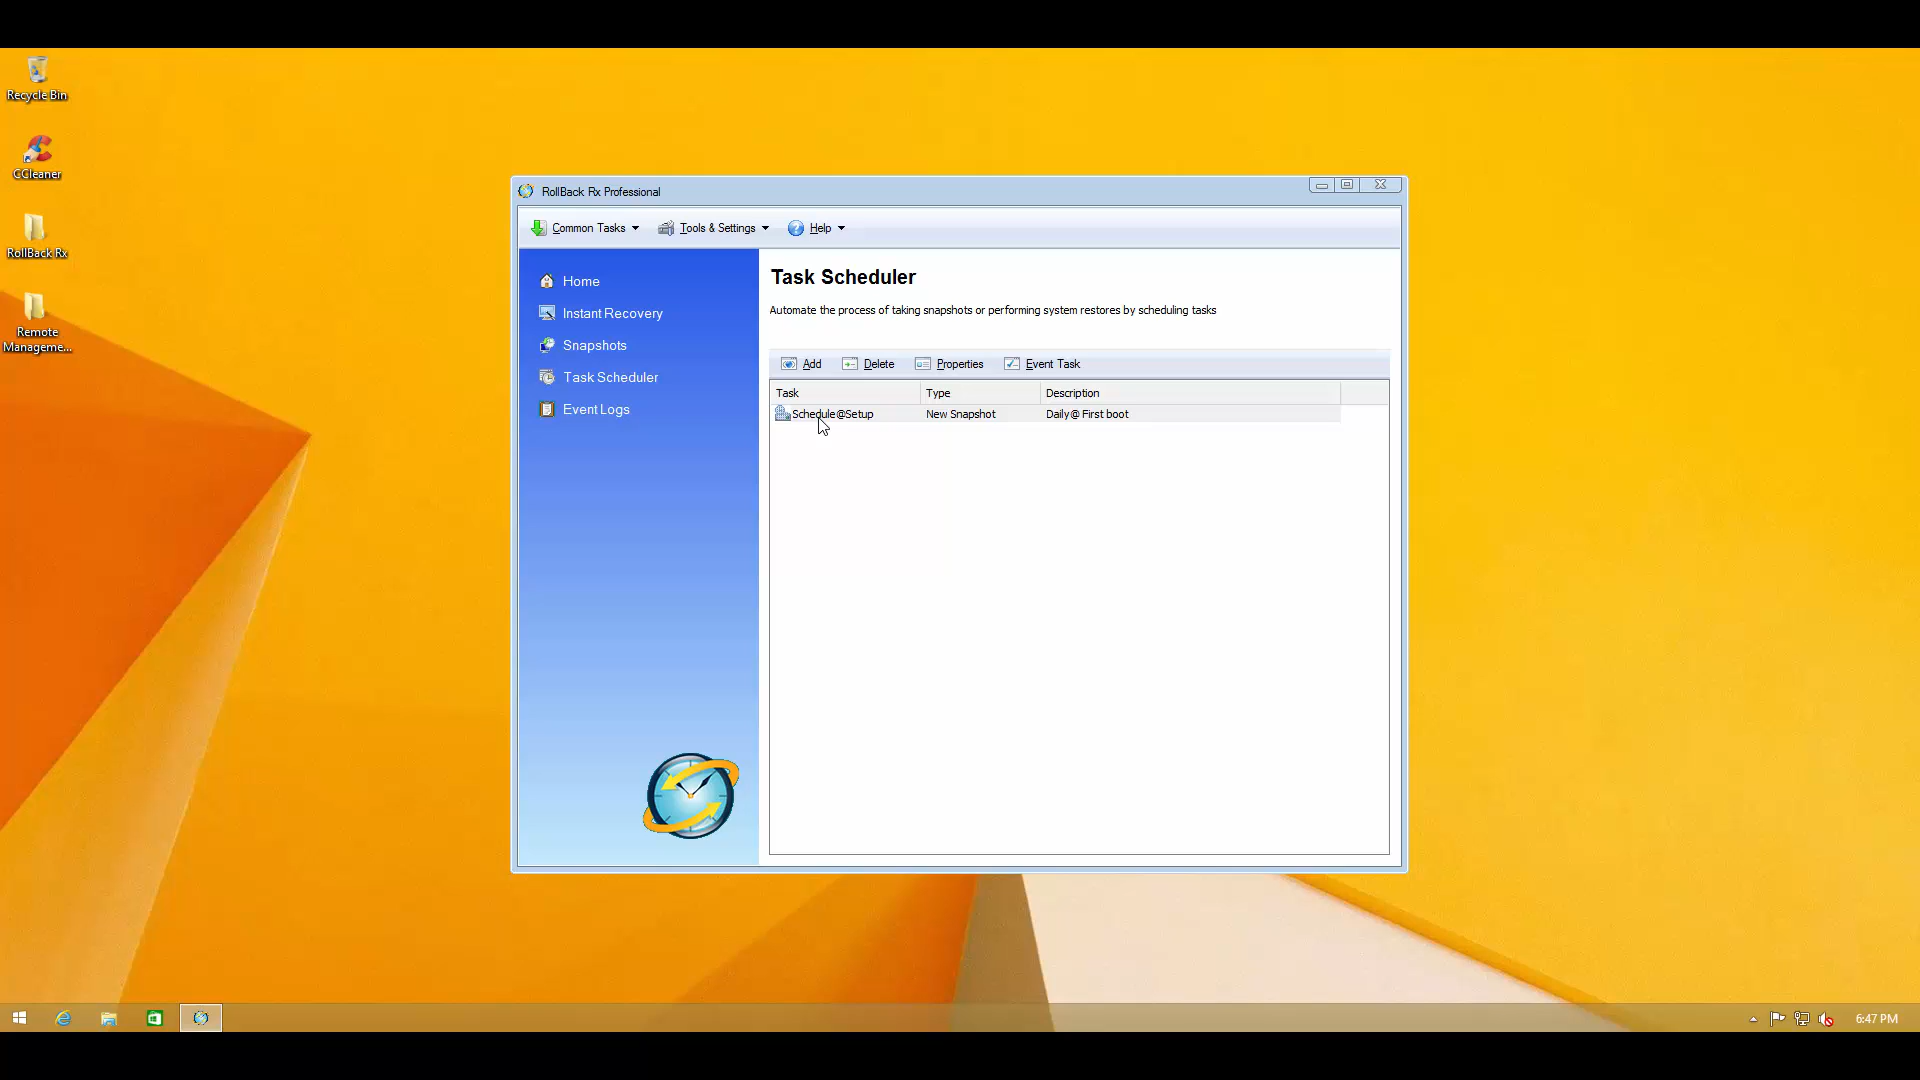 Recycle Bin
CCleaner
RollBack Rx
Remote
Manageme...
RollBack Rx Professional
Common Tasks
Tools & Settings
Help
Home
Instant Recovery
Snapshots
Task Scheduler
Event Logs
Task Scheduler
Automate the process of taking snapshots or performing system restores by scheduling tasks
Add
Delete
Properties
Event Task
Task
Type
Description
Schedule@Setup
New Snapshot
Daily@ First boot
6:47 PM